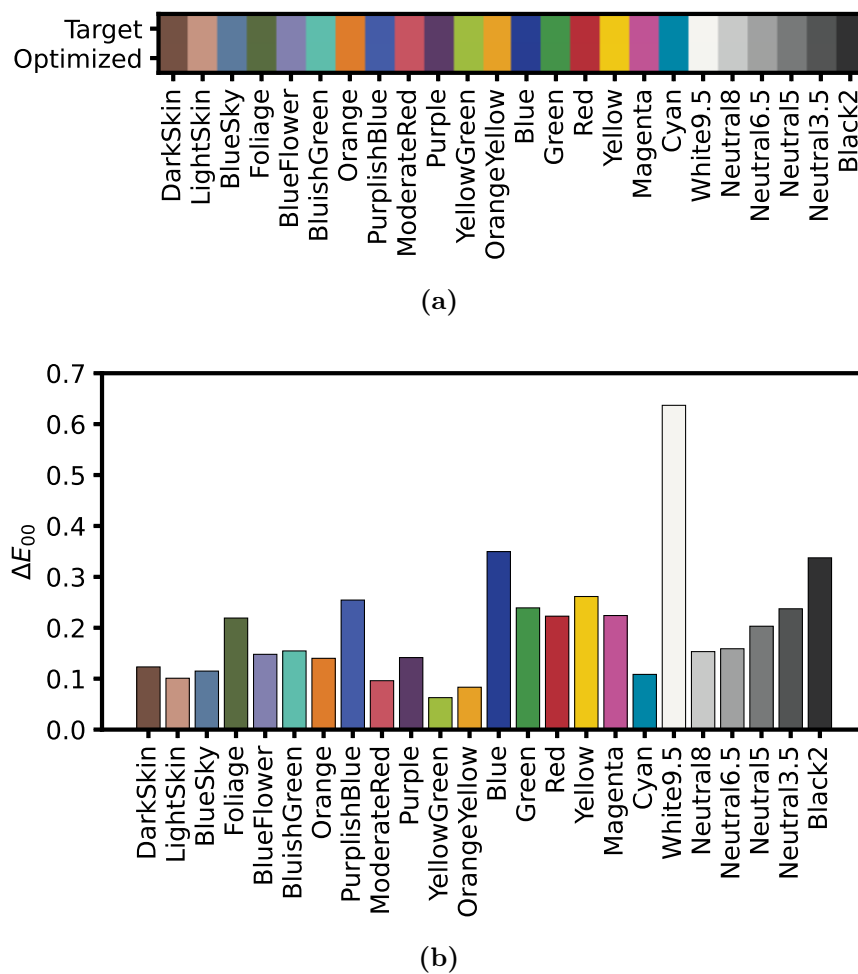 Target
Optimized
DarkSkin
LightSkin
BlueSky
Foliage
BlueFlower
BluishGreen
Orange
PurplishBlue
ModerateRed
Purple
YellowGreen
OrangeYellow
Blue
Green
Red
Yellow
Magenta
Cyan
White9.5
Neutral8
Neutral6.5
Neutral5
Neutral3.5
Black2
(a)
0.7
0.6
0.5
0.4
0.3
0.2
0.1
0.0
ΔE₀₀
DarkSkin
LightSkin
BlueSky
Foliage
BlueFlower
BluishGreen
Orange
PurplishBlue
ModerateRed
Purple
YellowGreen
OrangeYellow
Blue
Green
Red
Yellow
Magenta
Cyan
White9.5
Neutral8
Neutral6.5
Neutral5
Neutral3.5
Black2
(b)